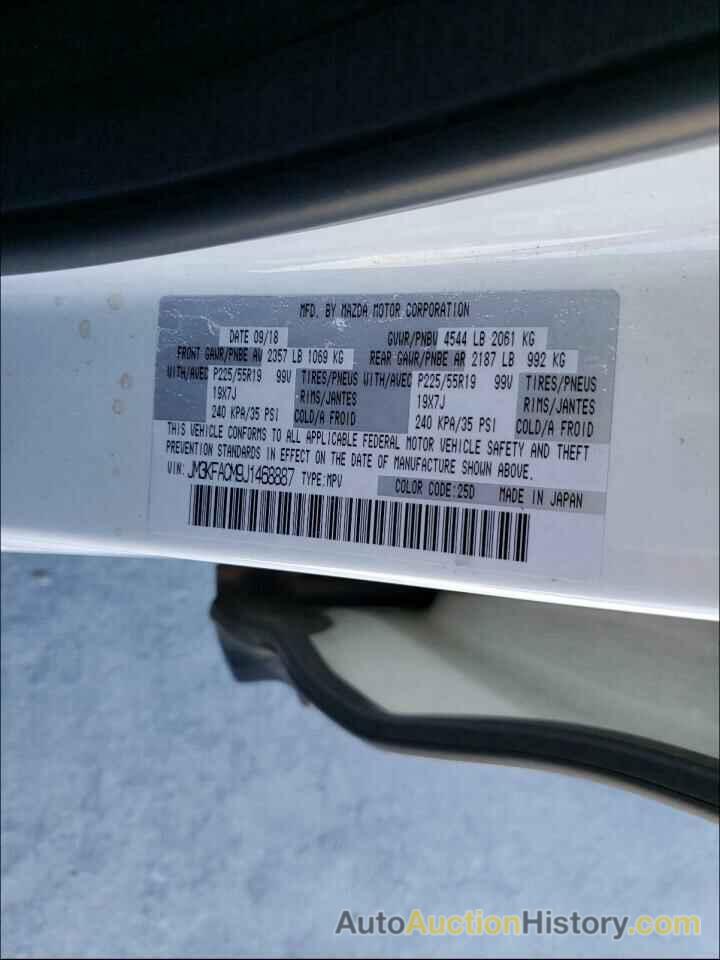 MFD. BY MAZDA MOTOR CORPORATION
DATE 09/18 GVWR/PNBV 4544 LB 2061 KG
FRONT GAWR/PNBE AV 2357 LB 1069 KG REAR GAWR/PNBE AR 2187 LB 992 KG
WITH/AVEC P225/55R19 99V TIRES/PNEUS WITH/AVEC P225/55R19 99V TIRES/PNEUS
19X7J RIMS/JANTES 19X7J RIMS/JANTES
240 KPA/35 PSI COLD/A FROID 240 KPA/35 PSI COLD/A FROID
THIS VEHICLE CONFORMS TO ALL APPLICABLE FEDERAL MOTOR VEHICLE SAFETY AND THEFT
PREVENTION STANDARDS IN EFFECT ON THE DATE OF MANUFACTURE SHOWN ABOVE.
VIN: JM3KFACM9J1468887 TYPE:MPV COLOR CODE:25D MADE IN JAPAN
AutoAuctionHistory.com